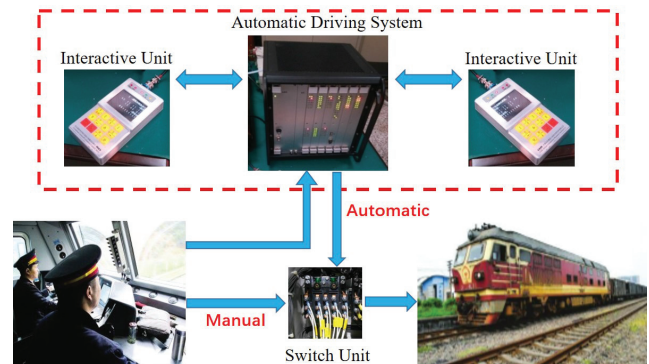 Automatic Driving System
Interactive Unit
Interactive Unit
Automatic
Manual
Switch Unit